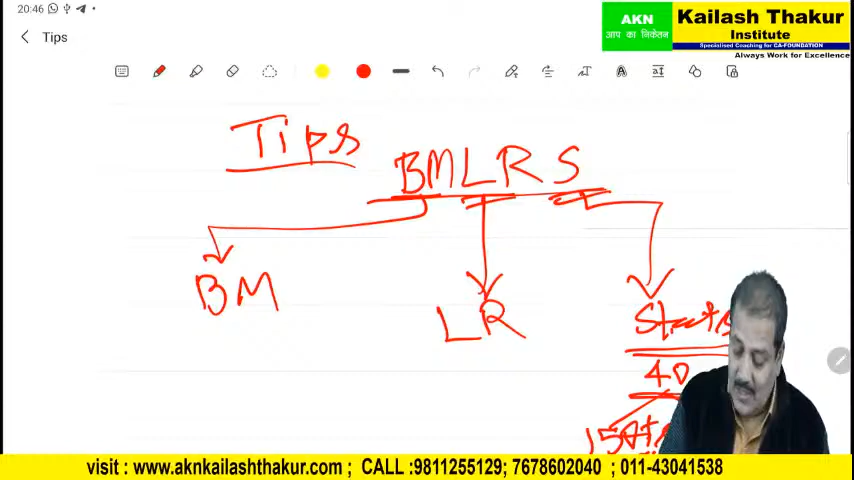 20:46
Tips
AKN
आप का निकेतन
Kailash Thakur
Institute
Specialised Coaching for CA-FOUNDATION
Always Work for Excellence
Tips
BMLRS
BM
LR
40
visit : www.aknkailashthakur.com ; CALL :9811255129; 7678602040 ; 011-43041538